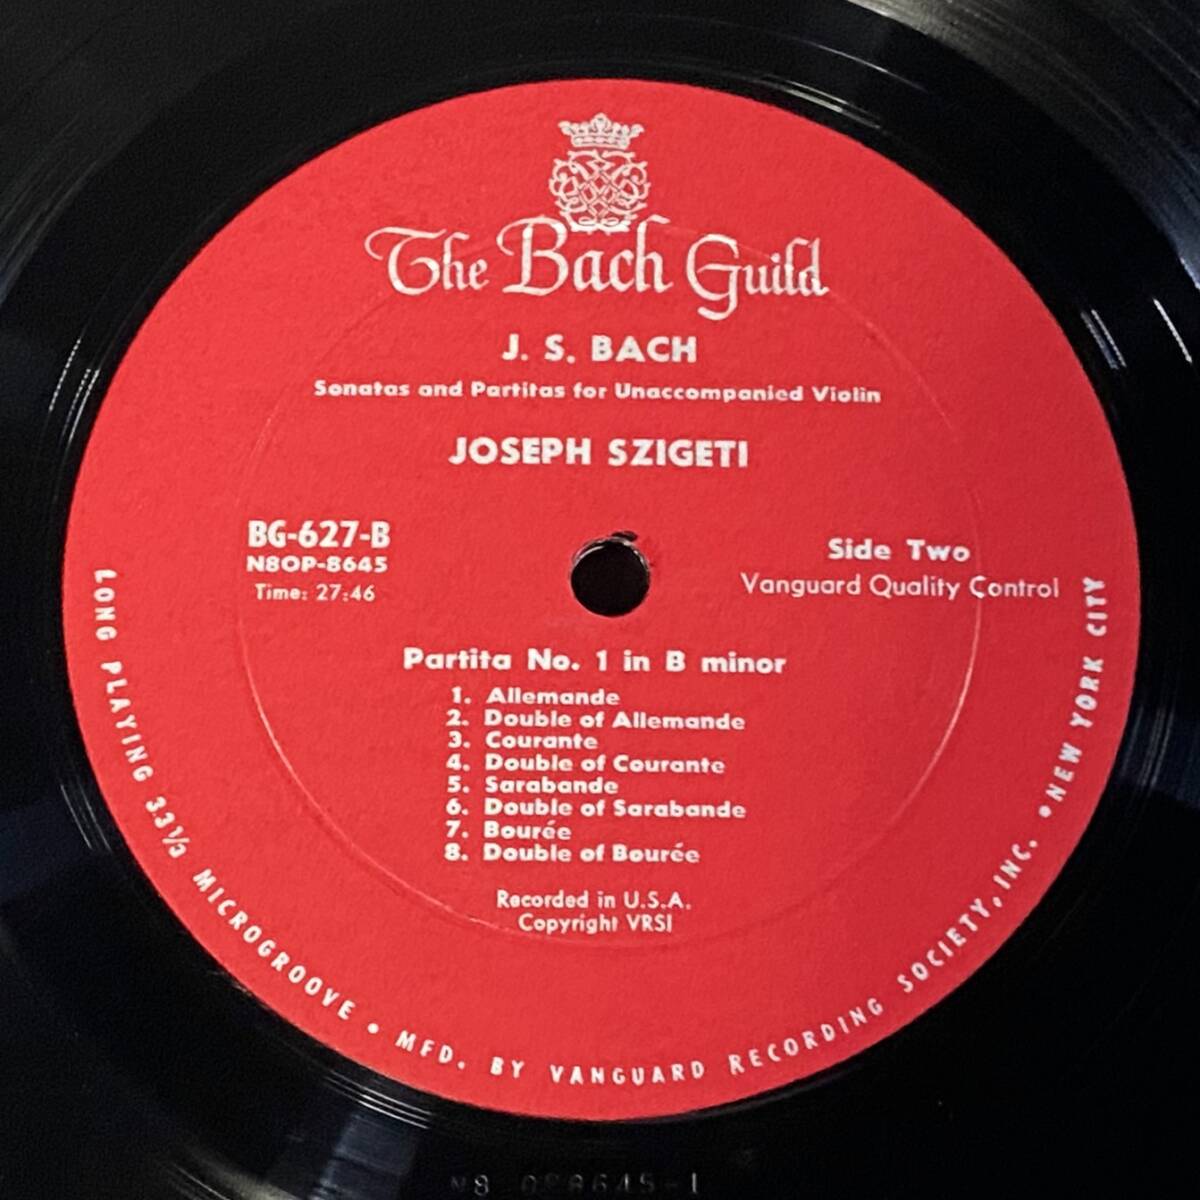 The Bach Guild
J. S. BACH
Sonatas and Partitas for Unaccompanied Violin
JOSEPH SZIGETI
BG-627-B
N8OP-8645
Time: 27:46
Side Two
Vanguard Quality Control
Partita No. 1 in B minor
1. Allemande
2. Double of Allemande
3. Courante
4. Double of Courante
5. Sarabande
6. Double of Sarabande
7. Bourée
8. Double of Bourée
Recorded in U.S.A.
Copyright VRSI
LONG PLAYING 33⅓ MICROGROOVE • MFD. BY VANGUARD RECORDING SOCIETY, INC. • NEW YORK CITY